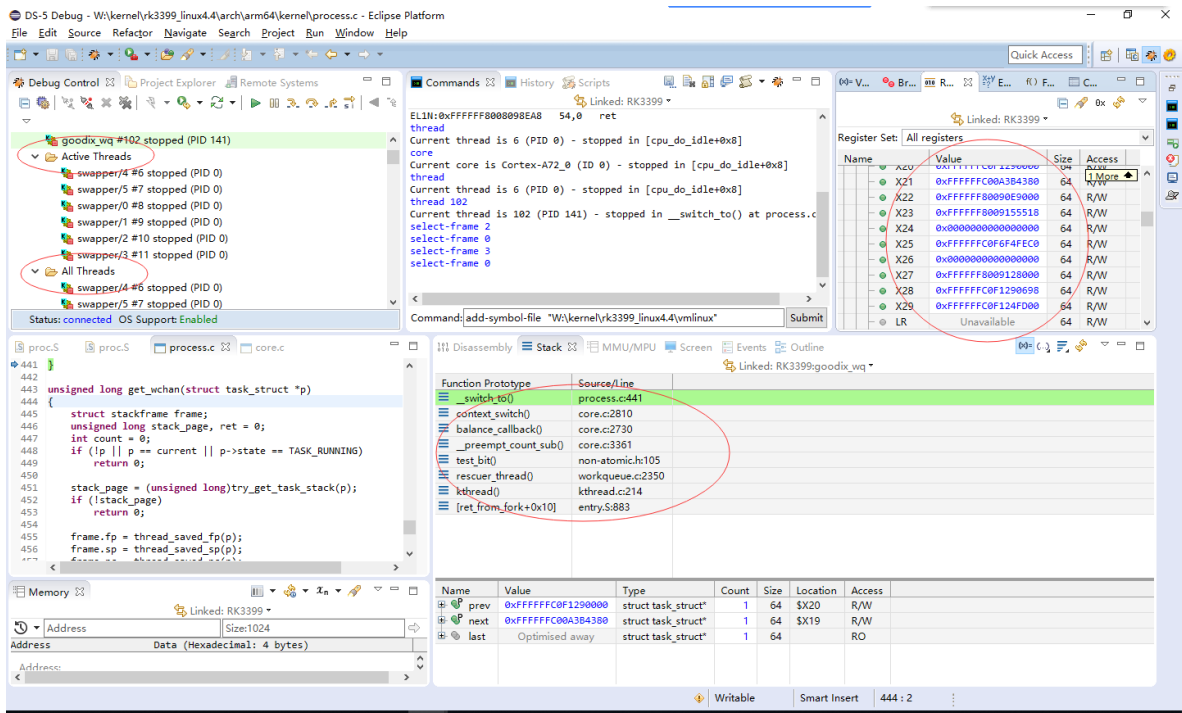 DS-5 Debug - W:\kernel\rk3399_linux4.4\arch\arm64\kernel\process.c - Eclipse Platform
File Edit Source Refactor Navigate Search Project Run Window Help
Quick Access
Debug Control Project Explorer Remote Systems
goodix_wq #102 stopped (PID 141)
Active Threads
swapper/4 #6 stopped (PID 0)
swapper/5 #7 stopped (PID 0)
swapper/0 #8 stopped (PID 0)
swapper/1 #9 stopped (PID 0)
swapper/2 #10 stopped (PID 0)
swapper/3 #11 stopped (PID 0)
All Threads
swapper/4 #6 stopped (PID 0)
swapper/5 #7 stopped (PID 0)
Status: connected OS Support: Enabled
Commands History Scripts
Linked: RK3399
EL1N:0xFFFFFF8008098EA8 54,0 ret
thread
Current thread is 6 (PID 0) - stopped in [cpu_do_idle+0x8]
core
Current core is Cortex-A72_0 (ID 0) - stopped in [cpu_do_idle+0x8]
thread
Current thread is 6 (PID 0) - stopped in [cpu_do_idle+0x8]
thread 102
Current thread is 102 (PID 141) - stopped in __switch_to() at process.c
select-frame 2
select-frame 0
select-frame 3
select-frame 0
Command: add-symbol-file "W:\kernel\rk3399_linux4.4\vmlinux" Submit
(x)= V... Br... R... E... f() F... C...
Linked: RK3399
Register Set: All registers
Name Value Size Access
X20 0xFFFFFFC0F1290000 64 R/W
1 More
X21 0xFFFFFFC00A3B4380 64 R/W
X22 0xFFFFFF80090E9000 64 R/W
X23 0xFFFFFF8009155518 64 R/W
X24 0x0000000000000000 64 R/W
X25 0xFFFFFFC0F6F4FEC0 64 R/W
X26 0x0000000000000000 64 R/W
X27 0xFFFFFF8009128000 64 R/W
X28 0xFFFFFFC0F1290698 64 R/W
X29 0xFFFFFFC0F124FD00 64 R/W
LR Unavailable 64 R/W
proc.S proc.S process.c core.c
441 }
442
443 unsigned long get_wchan(struct task_struct *p)
444 {
445 struct stackframe frame;
446 unsigned long stack_page, ret = 0;
447 int count = 0;
448 if (!p || p == current || p->state == TASK_RUNNING)
449 return 0;
450
451 stack_page = (unsigned long)try_get_task_stack(p);
452 if (!stack_page)
453 return 0;
454
455 frame.fp = thread_saved_fp(p);
456 frame.sp = thread_saved_sp(p);
Disassembly Stack MMU/MPU Screen Events Outline
Linked: RK3399:goodix_wq
Function Prototype Source/Line
__switch_to() process.c:441
context_switch() core.c:2810
balance_callback() core.c:2730
__preempt_count_sub() core.c:3361
test_bit() non-atomic.h:105
rescuer_thread() workqueue.c:2350
kthread() kthread.c:214
[ret_from_fork+0x10] entry.S:883
Memory
Linked: RK3399
Address Size:1024
Address Data (Hexadecimal: 4 bytes)
Address:
Name Value Type Count Size Location Access
prev 0xFFFFFFC0F1290000 struct task_struct* 1 64 $X20 R/W
next 0xFFFFFFC00A3B4380 struct task_struct* 1 64 $X19 R/W
last Optimised away struct task_struct* 1 64 RO
Writable Smart Insert 444 : 2